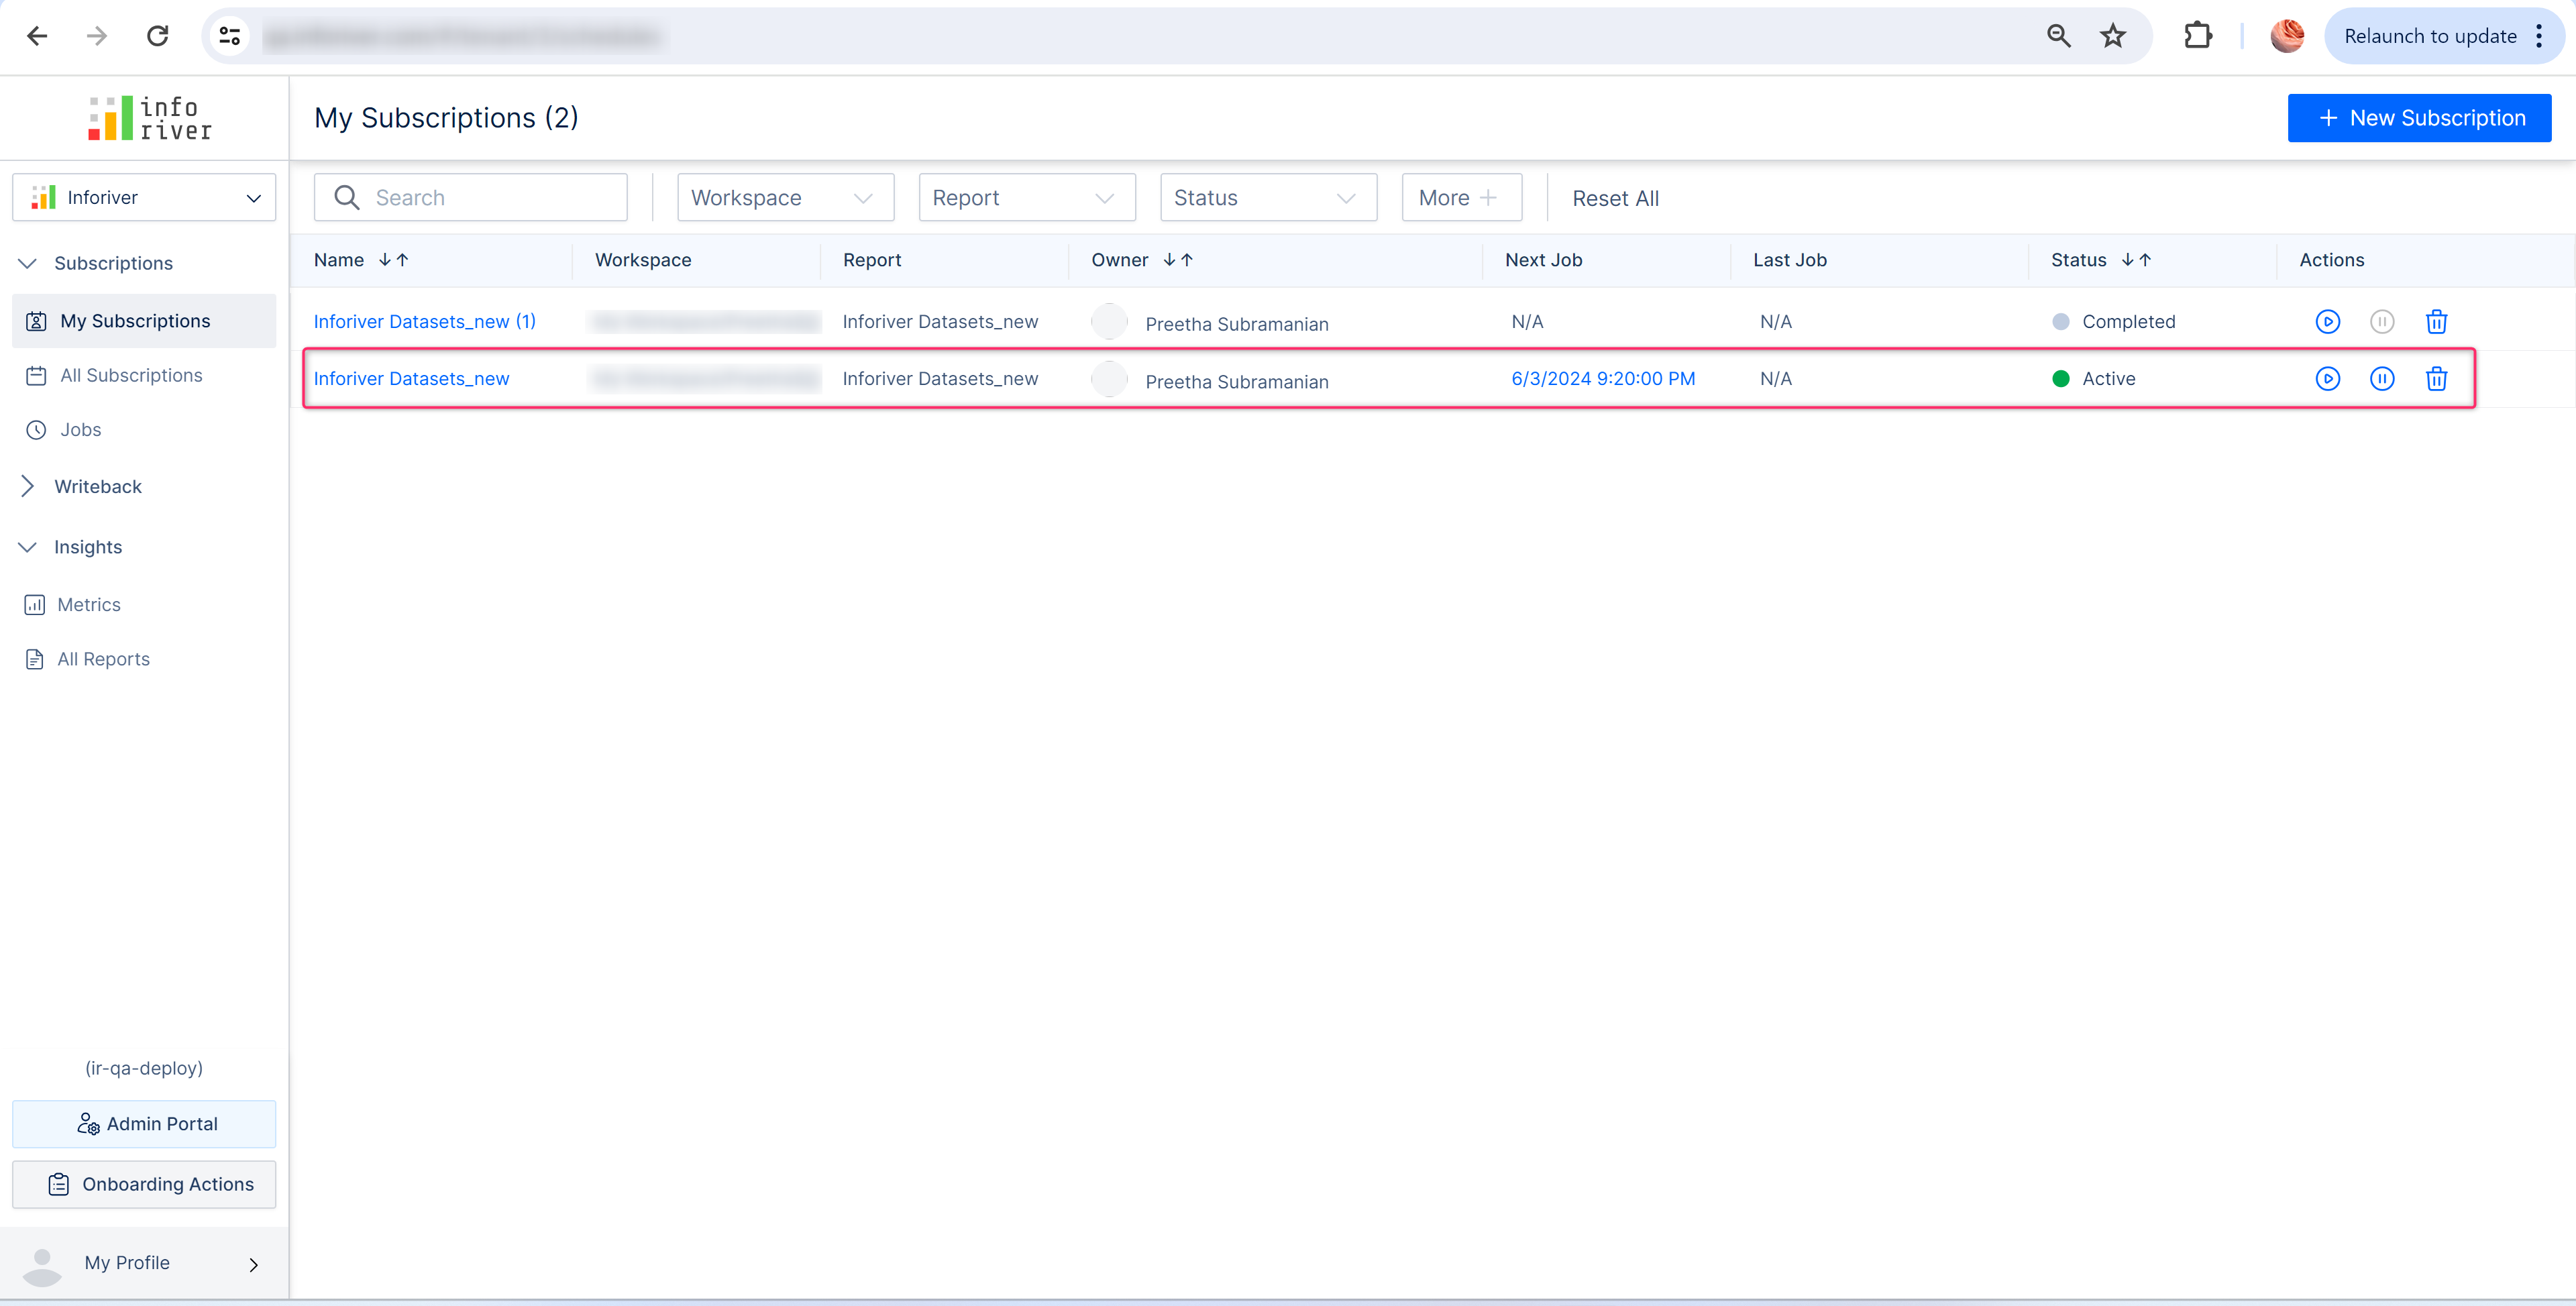 Relaunch to update
info
river
My Subscriptions (2)
+ New Subscription
Inforiver
Search
Workspace
Report
Status
More +
Reset All
Subscriptions
My Subscriptions
All Subscriptions
Jobs
Writeback
Insights
Metrics
All Reports
Name Workspace Report Owner Next Job Last Job Status Actions
Inforiver Datasets_new (1) Inforiver Datasets_new Preetha Subramanian N/A N/A Completed
Inforiver Datasets_new Inforiver Datasets_new Preetha Subramanian 6/3/2024 9:20:00 PM N/A Active
(ir-qa-deploy)
Admin Portal
Onboarding Actions
My Profile